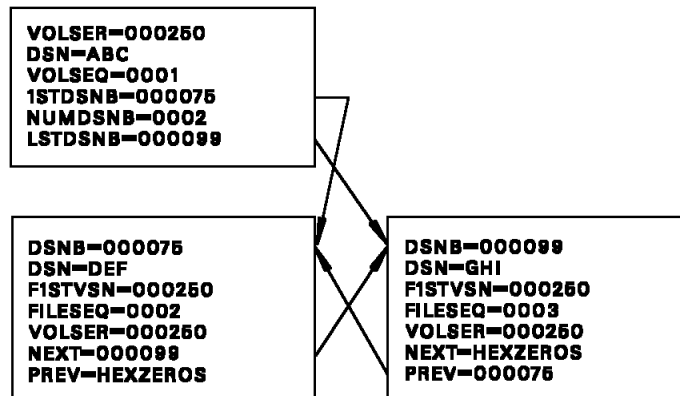 VOLSER=000250
DSN=ABC
VOLSEQ=0001
1STDSNB=000075
NUMDSNB=0002
LSTDSNB=000099
DSNB=000075
DSN=DEF
F1STVSN=000250
FILESEQ=0002
VOLSER=000250
NEXT=000099
PREV=HEXZEROS
DSNB=000099
DSN=GHI
F1STVSN=000250
FILESEQ=0003
VOLSER=000250
NEXT=HEXZEROS
PREV=000075